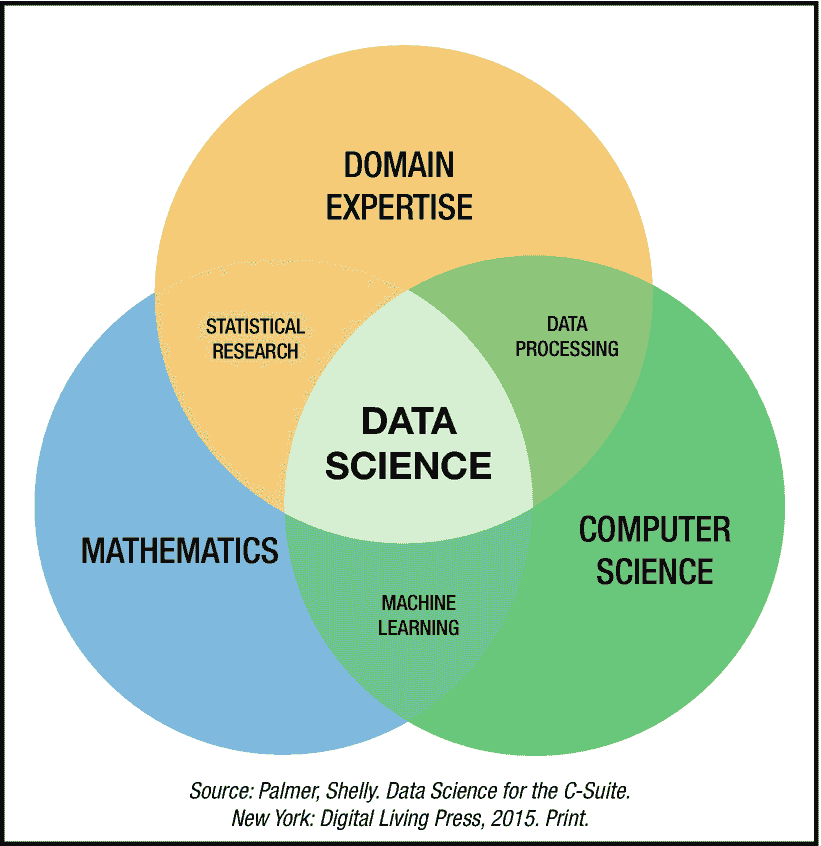 DOMAIN
EXPERTISE
STATISTICAL
RESEARCH
DATA
PROCESSING
DATA
SCIENCE
MATHEMATICS
COMPUTER
SCIENCE
MACHINE
LEARNING
Source: Palmer, Shelly. Data Science for the C-Suite.
New York: Digital Living Press, 2015. Print.